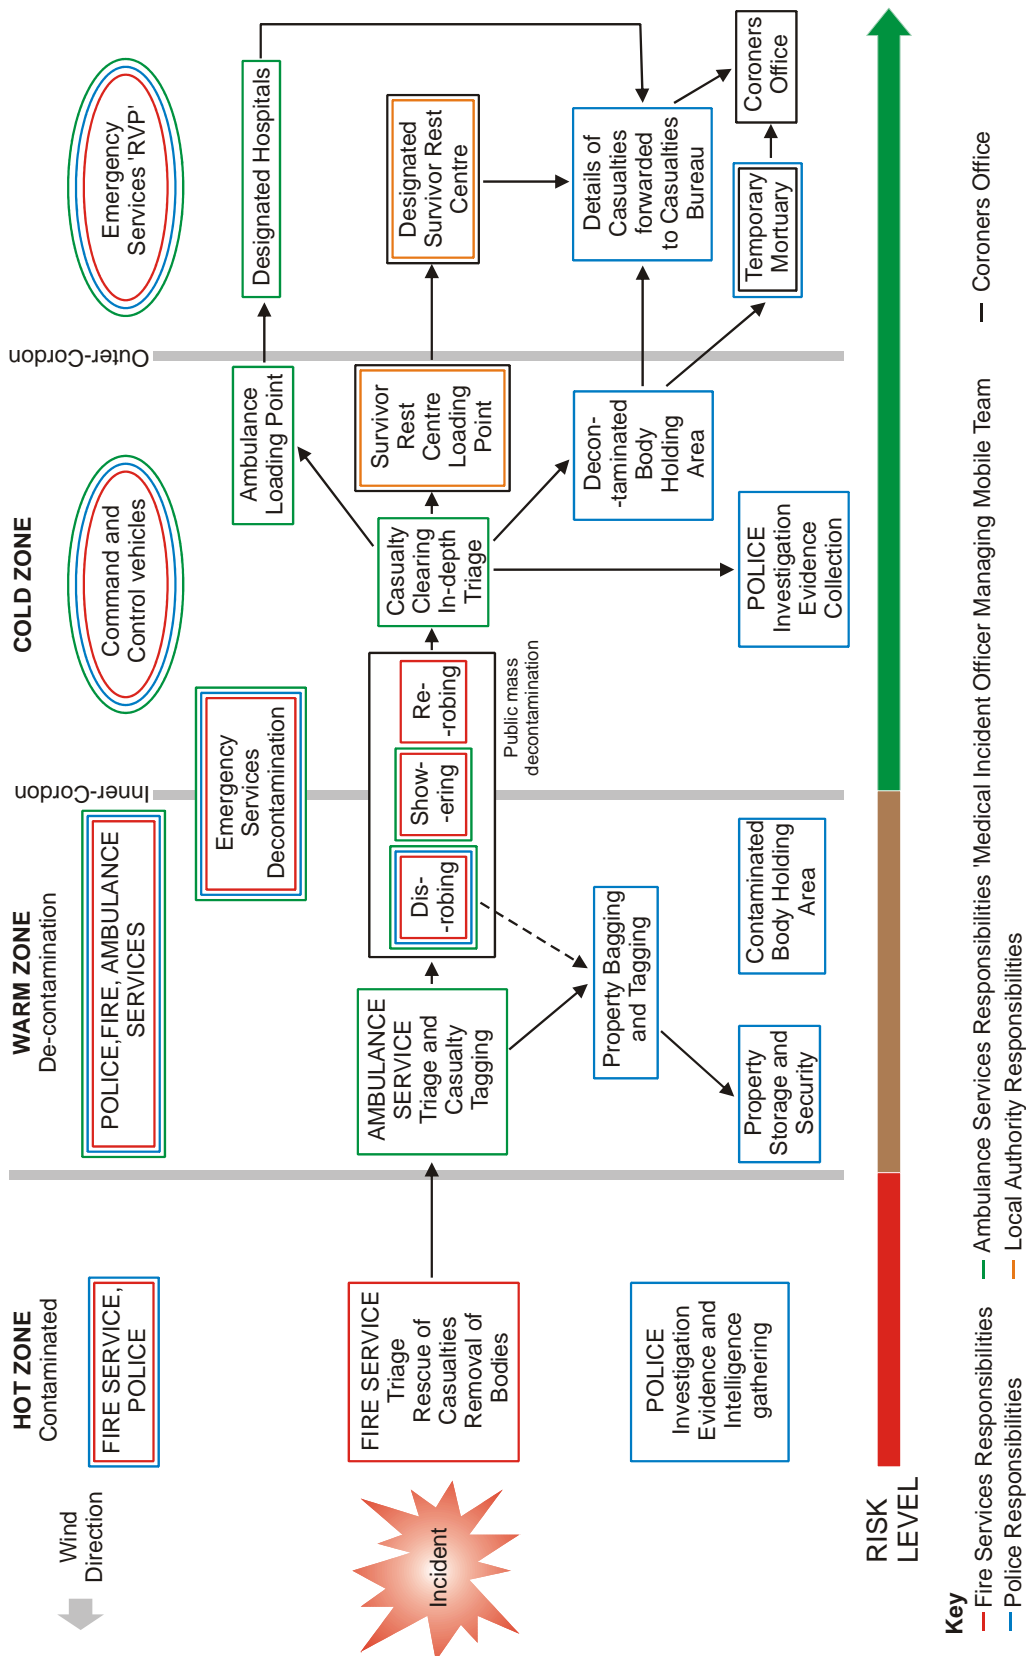 HOT ZONE
Contaminated
WARM ZONE
De-contamination
COLD ZONE
Wind
Direction
FIRE SERVICE,
POLICE
POLICE,FIRE, AMBULANCE
SERVICES
Inner-Cordon
Command and
Control vehicles
Outer-Cordon
Emergency
Services 'RVP'
Emergency
Services
Decontamination
Ambulance
Loading Point
Designated Hospitals
Incident
FIRE SERVICE
Triage
Rescue of
Casualties
Removal of
Bodies
AMBULANCE
SERVICE
Triage and
Casualty
Tagging
Dis-
-robing
Show-
-ering
Re-
-robing
Public mass
decontamination
Casualty
Clearing
In-depth
Triage
Survivor
Rest
Centre
Loading
Point
Designated
Survivor Rest
Centre
POLICE
Investigation
Evidence and
Intelligence
gathering
Property Bagging
and Tagging
Property
Storage and
Security
Contaminated
Body Holding
Area
POLICE
Investigation
Evidence
Collection
Decon-
-taminated
Body
Holding
Area
Details of
Casualties
forwarded
to Casualties
Bureau
Temporary
Mortuary
Coroners
Office
RISK
LEVEL
Key
Fire Services Responsibilities
Ambulance Services Responsibilities 'Medical Incident Officer Managing Mobile Team
Coroners Office
Police Responsibilities
Local Authority Responsibilities